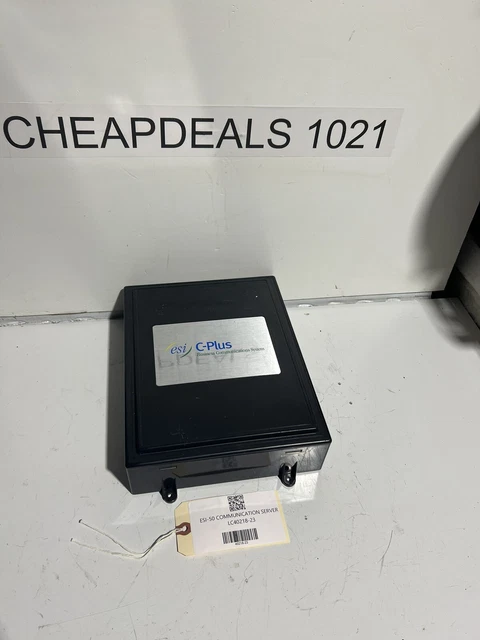 CHEAPDEALS 1021
esi C-Plus
Business Communications System
ESI-50 COMMUNICATION SERVER
LC40218-23